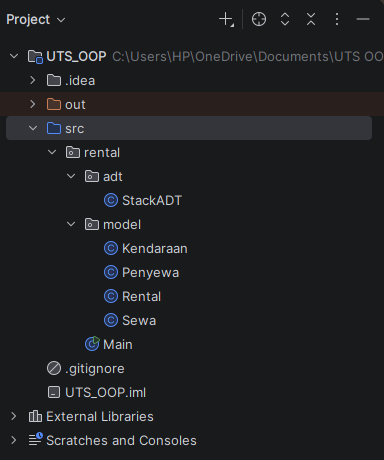 Project
UTS_OOP C:\Users\HP\OneDrive\Documents\UTS OO
.idea
out
src
rental
adt
StackADT
model
Kendaraan
Penyewa
Rental
Sewa
Main
.gitignore
UTS_OOP.iml
External Libraries
Scratches and Consoles